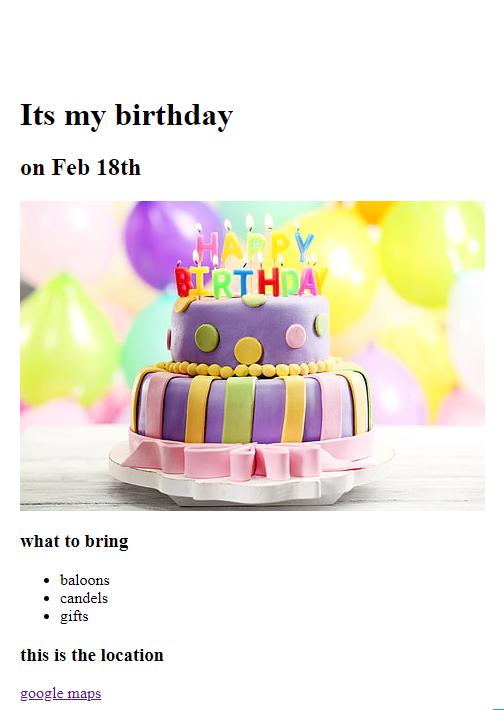 Its my birthday
on Feb 18th
HAPPY
BIRTHDAY
what to bring
baloons
candels
gifts
this is the location
google maps